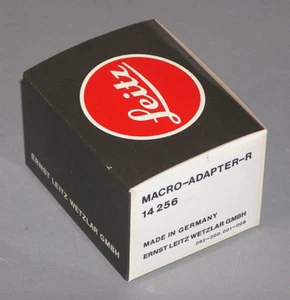 Leitz
MACRO-ADAPTER-R
14 256
MADE IN GERMANY
ERNST LEITZ WETZLAR GMBH
ERNST LEITZ WETZLAR GMBH